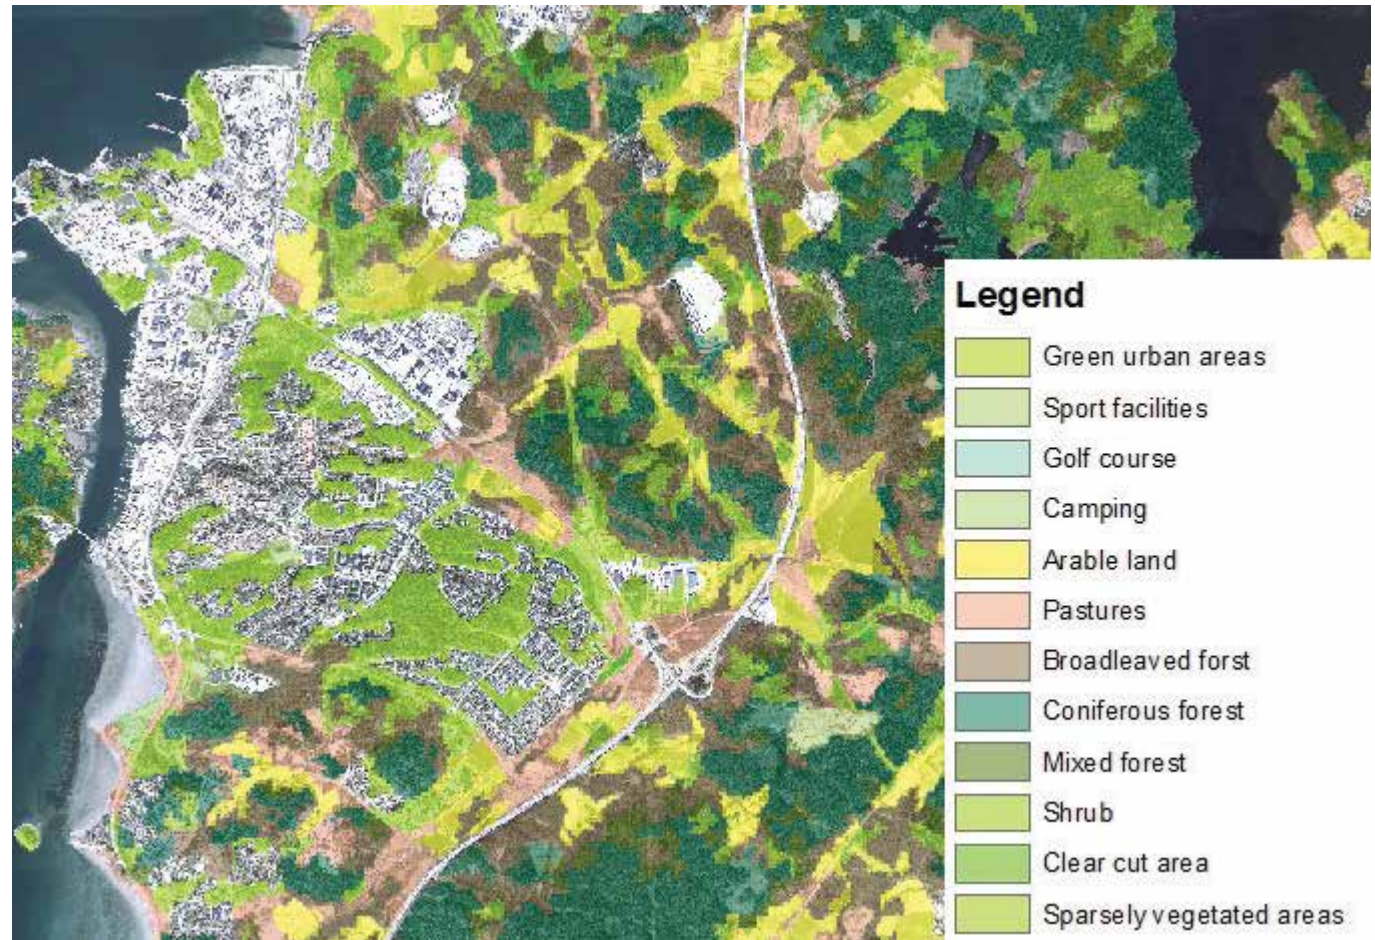 Legend
Green urban areas
Sport facilities
Golf course
Camping
Arable land
Pastures
Broadleaved forst
Coniferous forest
Mixed forest
Shrub
Clear cut area
Sparsely vegetated areas